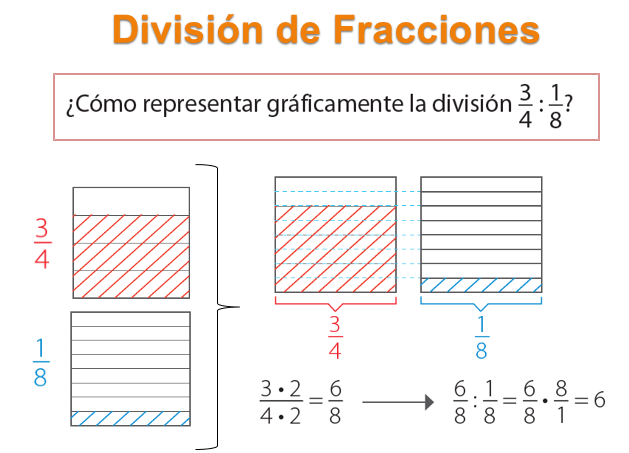 División de Fracciones
¿Cómo representar gráficamente la división 3/4 : 1/8?
3/4
1/8
3/4
1/8
3 • 2 / 4 • 2 = 6/8
6/8 : 1/8 = 6/8 • 8/1 = 6